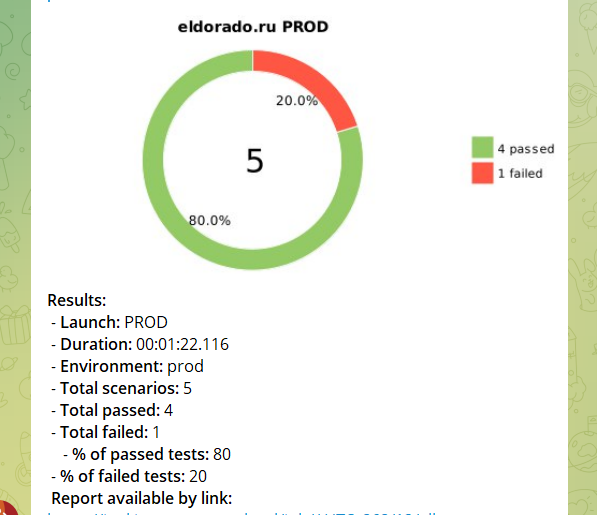 eldorado.ru PROD
20.0%
5
80.0%
4 passed
1 failed
Results:
- Launch: PROD
- Duration: 00:01:22.116
- Environment: prod
- Total scenarios: 5
- Total passed: 4
- Total failed: 1
- % of passed tests: 80
- % of failed tests: 20
Report available by link: